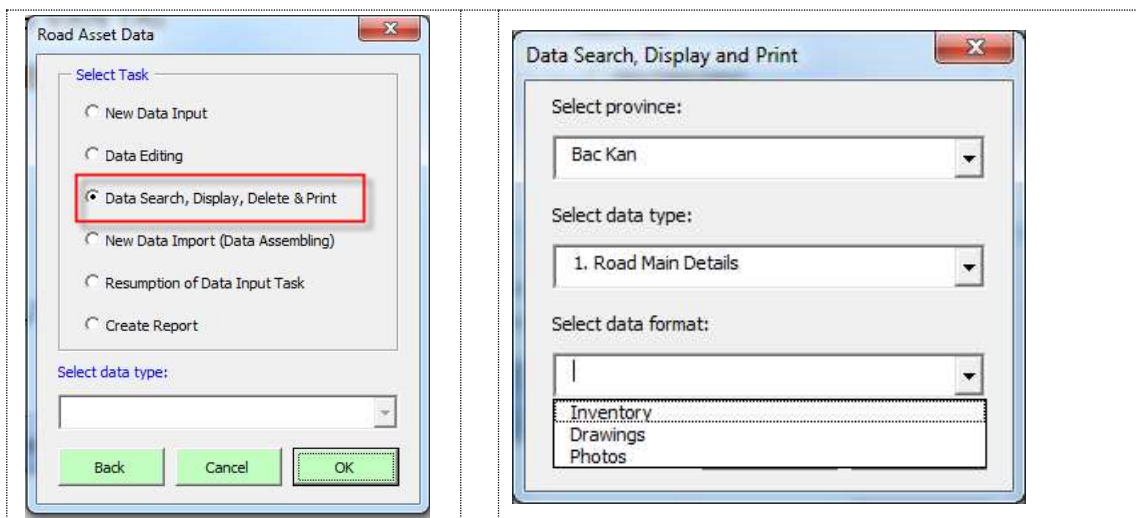 Road Asset Data
Select Task
New Data Input
Data Editing
Data Search, Display, Delete & Print
New Data Import (Data Assembling)
Resumption of Data Input Task
Create Report
Select data type:
Back
Cancel
OK
Data Search, Display and Print
Select province:
Bac Kan
Select data type:
1. Road Main Details
Select data format:
Inventory
Drawings
Photos